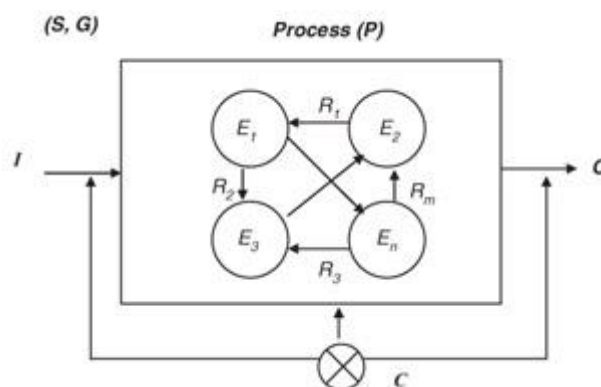 (S, G) Process (P)
R1
E1 E2
I
R2 Rm
E3 En
R3
C